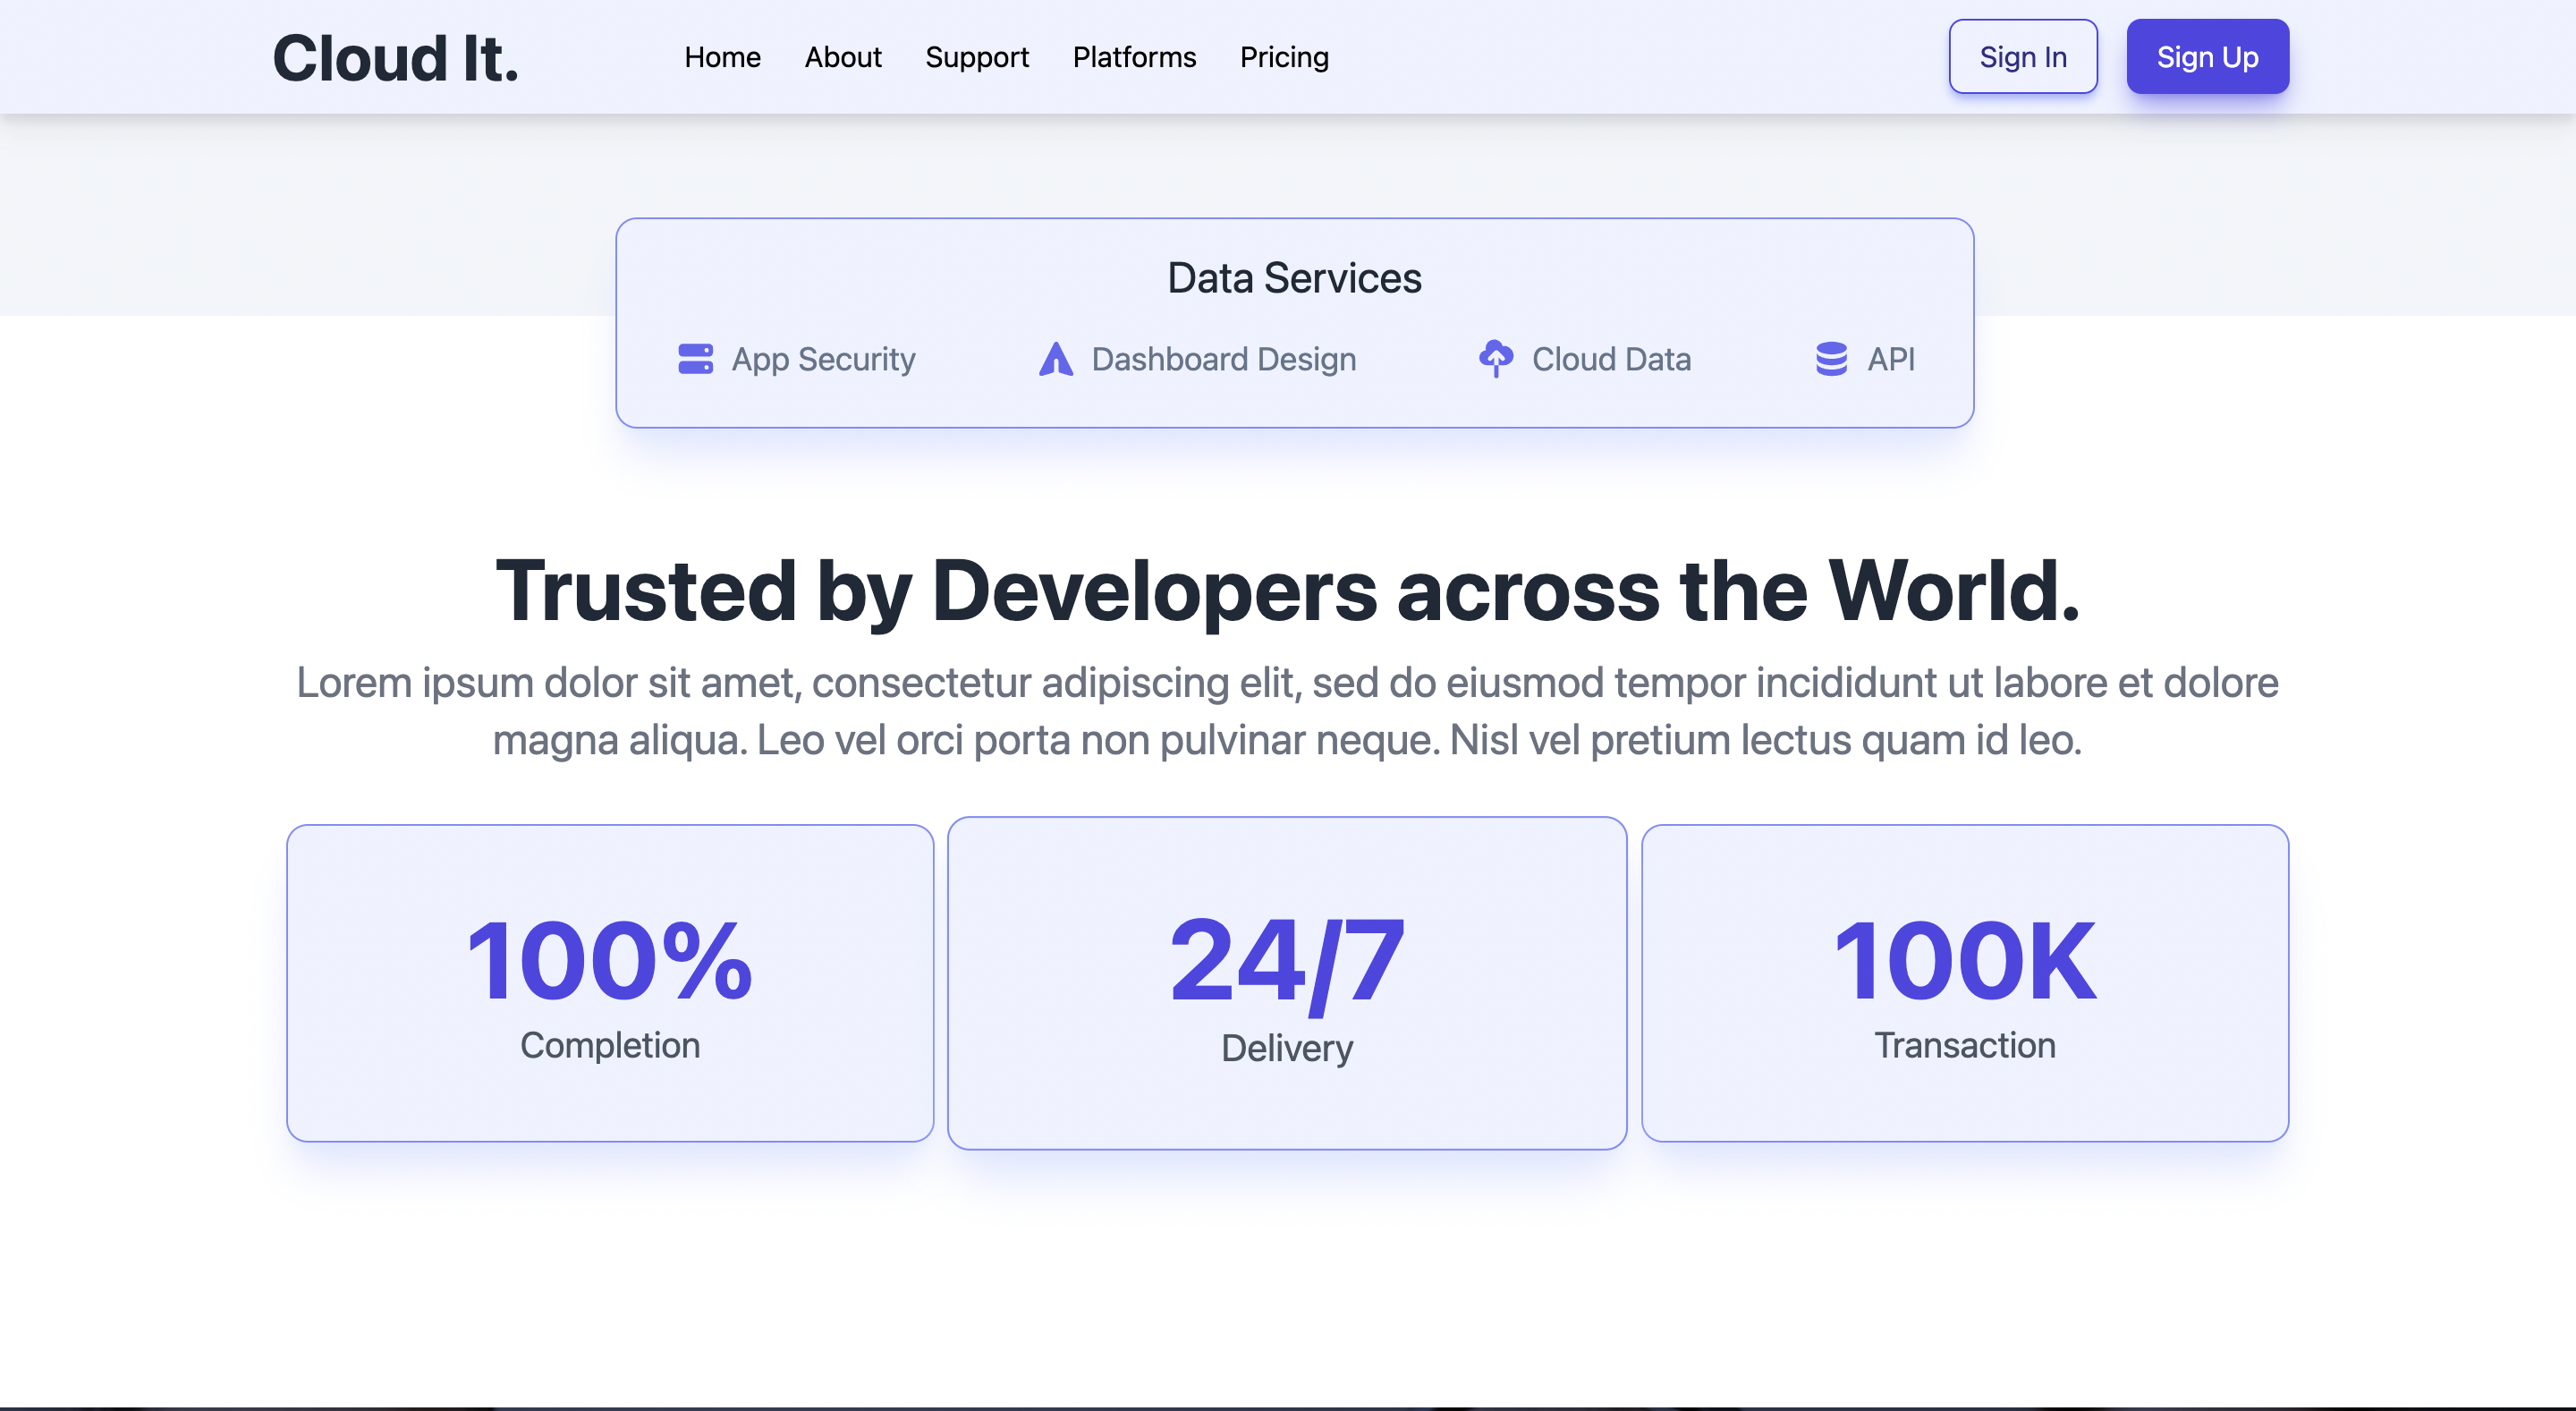 Cloud It.
Home About Support Platforms Pricing
Sign In Sign Up
Data Services
App Security Dashboard Design Cloud Data API
Trusted by Developers across the World.
Lorem ipsum dolor sit amet, consectetur adipiscing elit, sed do eiusmod tempor incididunt ut labore et dolore
magna aliqua. Leo vel orci porta non pulvinar neque. Nisl vel pretium lectus quam id leo.
100%
Completion
24/7
Delivery
100K
Transaction